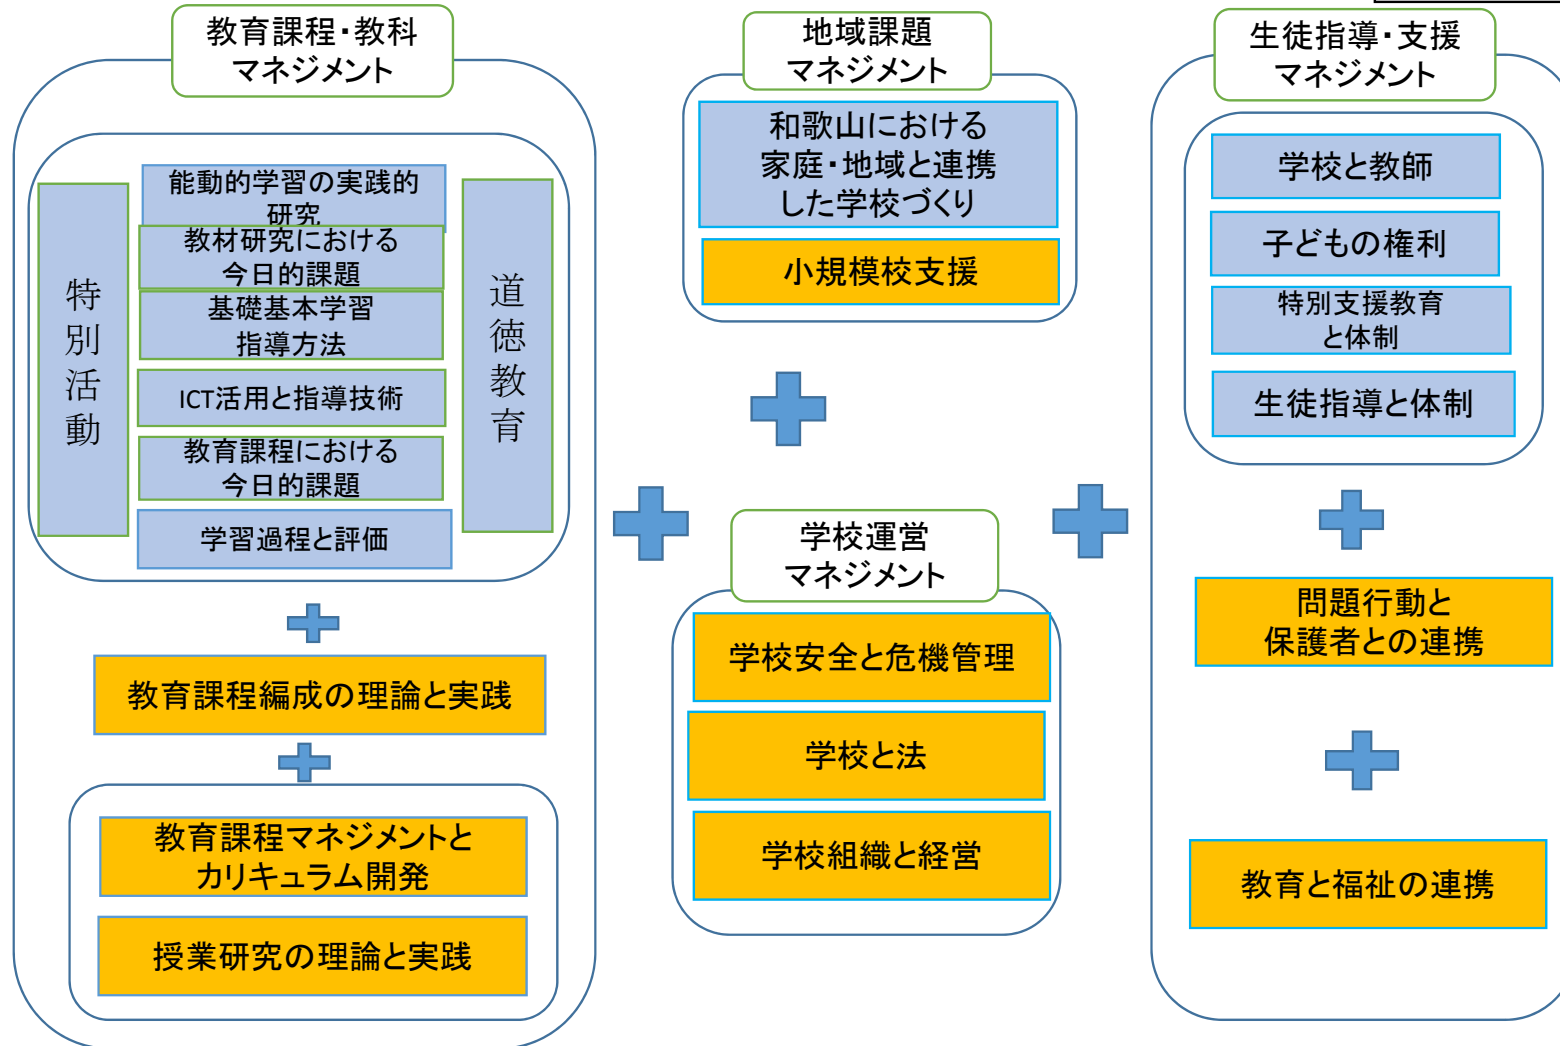 教育課程・教科
マネジメント
特別活動
能動的学習の実践的
研究
教材研究における
今日的課題
基礎基本学習
指導方法
ICT活用と指導技術
教育課程における
今日的課題
学習過程と評価
道徳教育
教育課程編成の理論と実践
教育課程マネジメントと
カリキュラム開発
授業研究の理論と実践
地域課題
マネジメント
和歌山における
家庭・地域と連携
した学校づくり
小規模校支援
学校運営
マネジメント
学校安全と危機管理
学校と法
学校組織と経営
生徒指導・支援
マネジメント
学校と教師
子どもの権利
特別支援教育
と体制
生徒指導と体制
問題行動と
保護者との連携
教育と福祉の連携